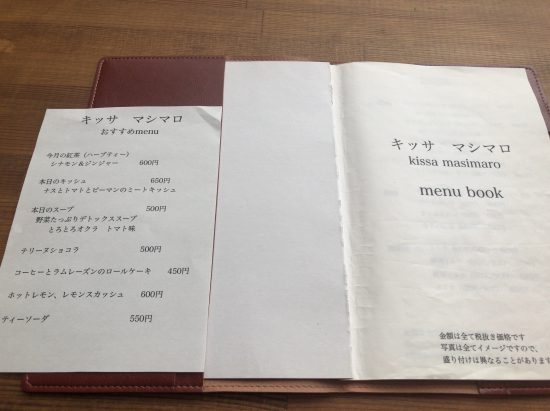 キッサ マシマロ
おすすめmenu
今月の紅茶（ハーブティー）
シナモン＆ジンジャー 600円
本日のキッシュ 650円
ナスとトマトとピーマンのミートキッシュ
本日のスープ 500円
野菜たっぷりデトックススープ
とろとろオクラ トマト味
テリーヌショコラ 500円
コーヒーとラムレーズンのロールケーキ 450円
ホットレモン、レモンスカッシュ 600円
ティーソーダ 550円
キッサ マシマロ
kissa masimaro
menu book
金額は全て税抜き価格です
写真は全てイメージですので、
盛り付けは異なることがあります